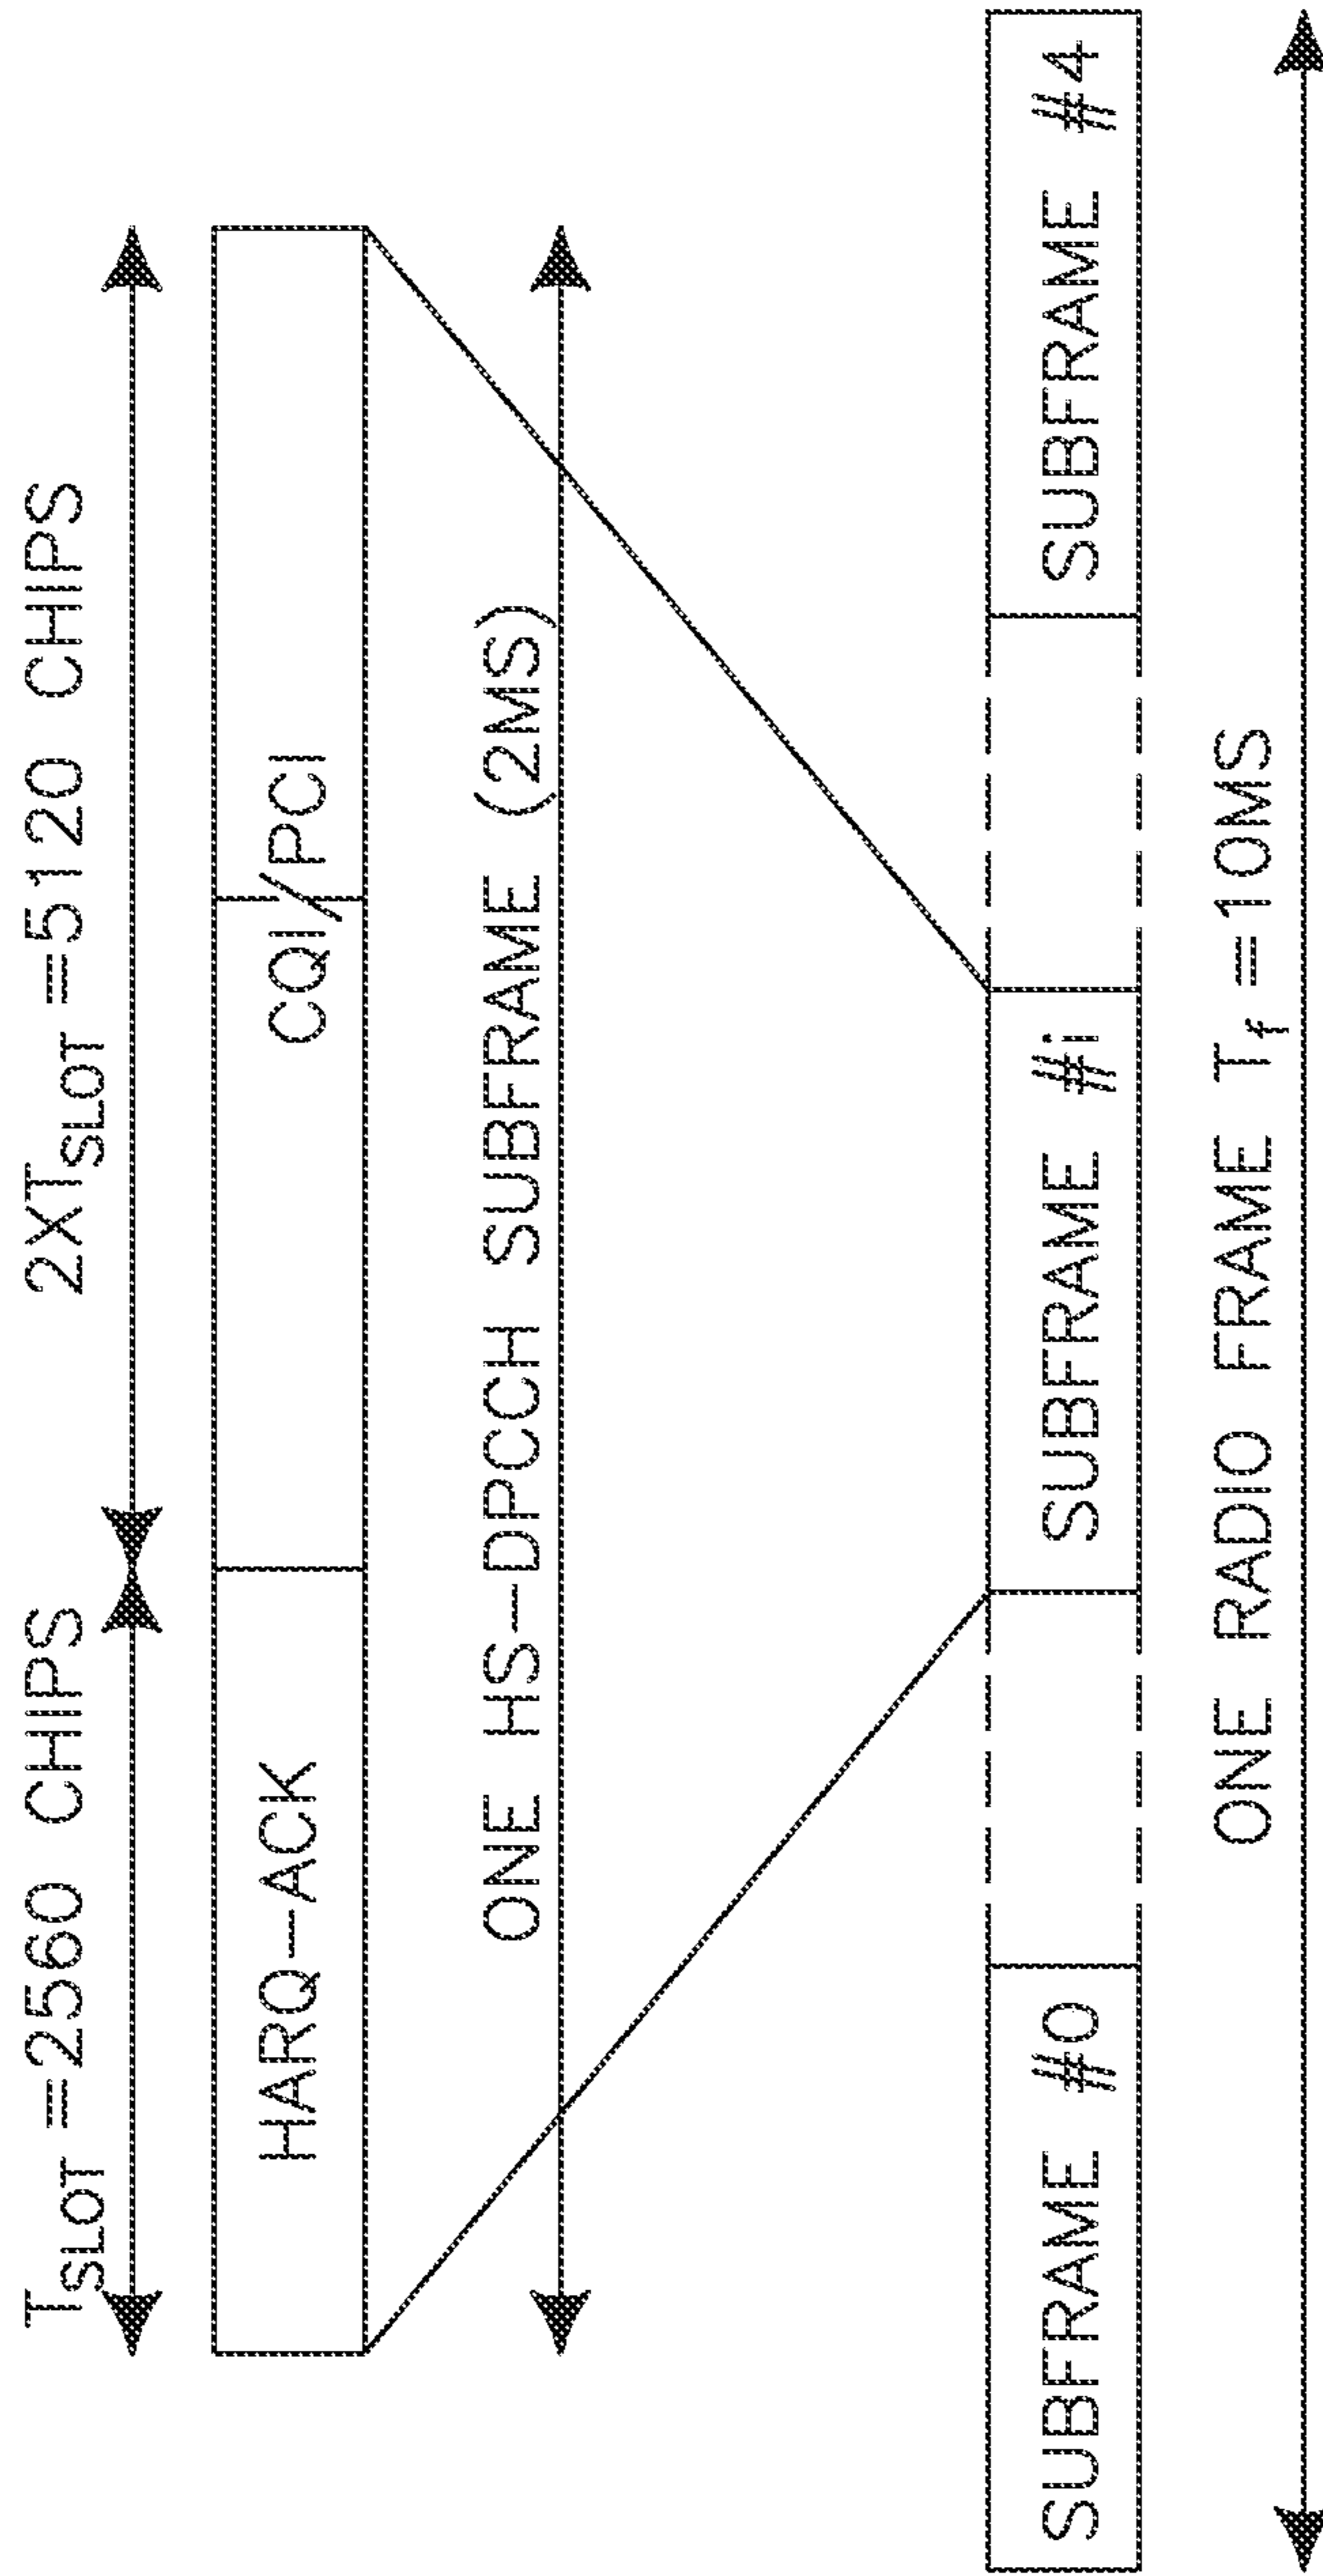 T_SLOT =2560 CHIPS 2XT_SLOT =5120 CHIPS
HARQ-ACK CQI/PCI
ONE HS-DPCCH SUBFRAME (2MS)
SUBFRAME #0 SUBFRAME #i SUBFRAME #4
ONE RADIO FRAME T_f =10MS